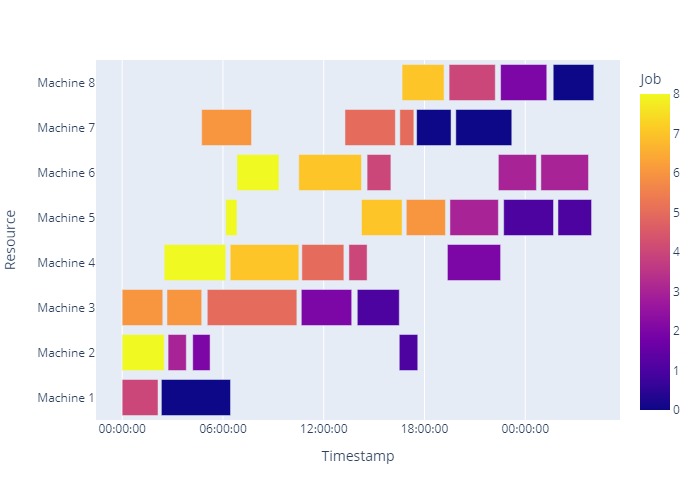 Job
Machine 8
Machine 7
Machine 6
Machine 5
Machine 4
Machine 3
Machine 2
Machine 1
Resource
00:00:00
06:00:00
12:00:00
18:00:00
00:00:00
Timestamp
8
7
6
5
4
3
2
1
0